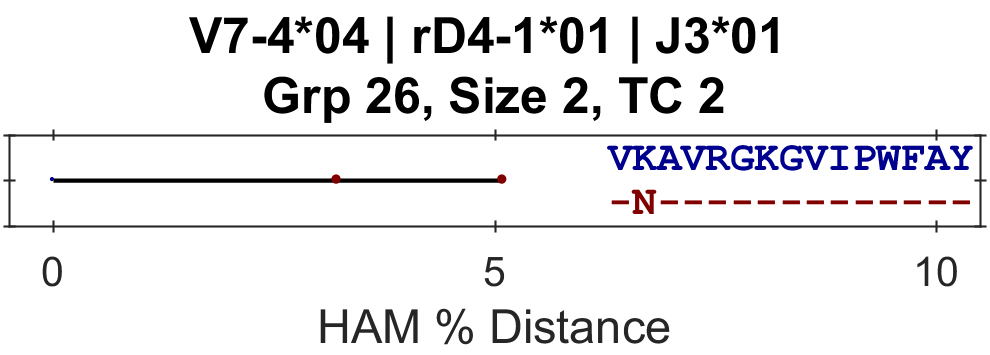 V7-4*04 | rD4-1*01 | J3*01
Grp 26, Size 2, TC 2
VKAVRGKGVIPWFAY
-N-------------
0 5 10
HAM % Distance